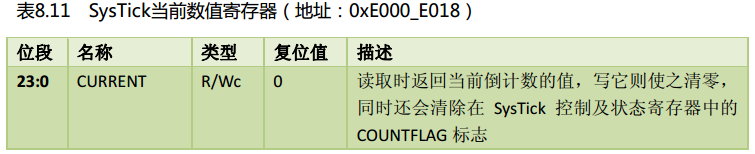 表8.11 SysTick当前数值寄存器（地址：0xE000_E018）
位段 名称 类型 复位值 描述
23:0 CURRENT R/Wc 0 读取时返回当前倒计数的值，写它则使之清零，
同时还会清除在 SysTick 控制及状态寄存器中的
COUNTFLAG 标志